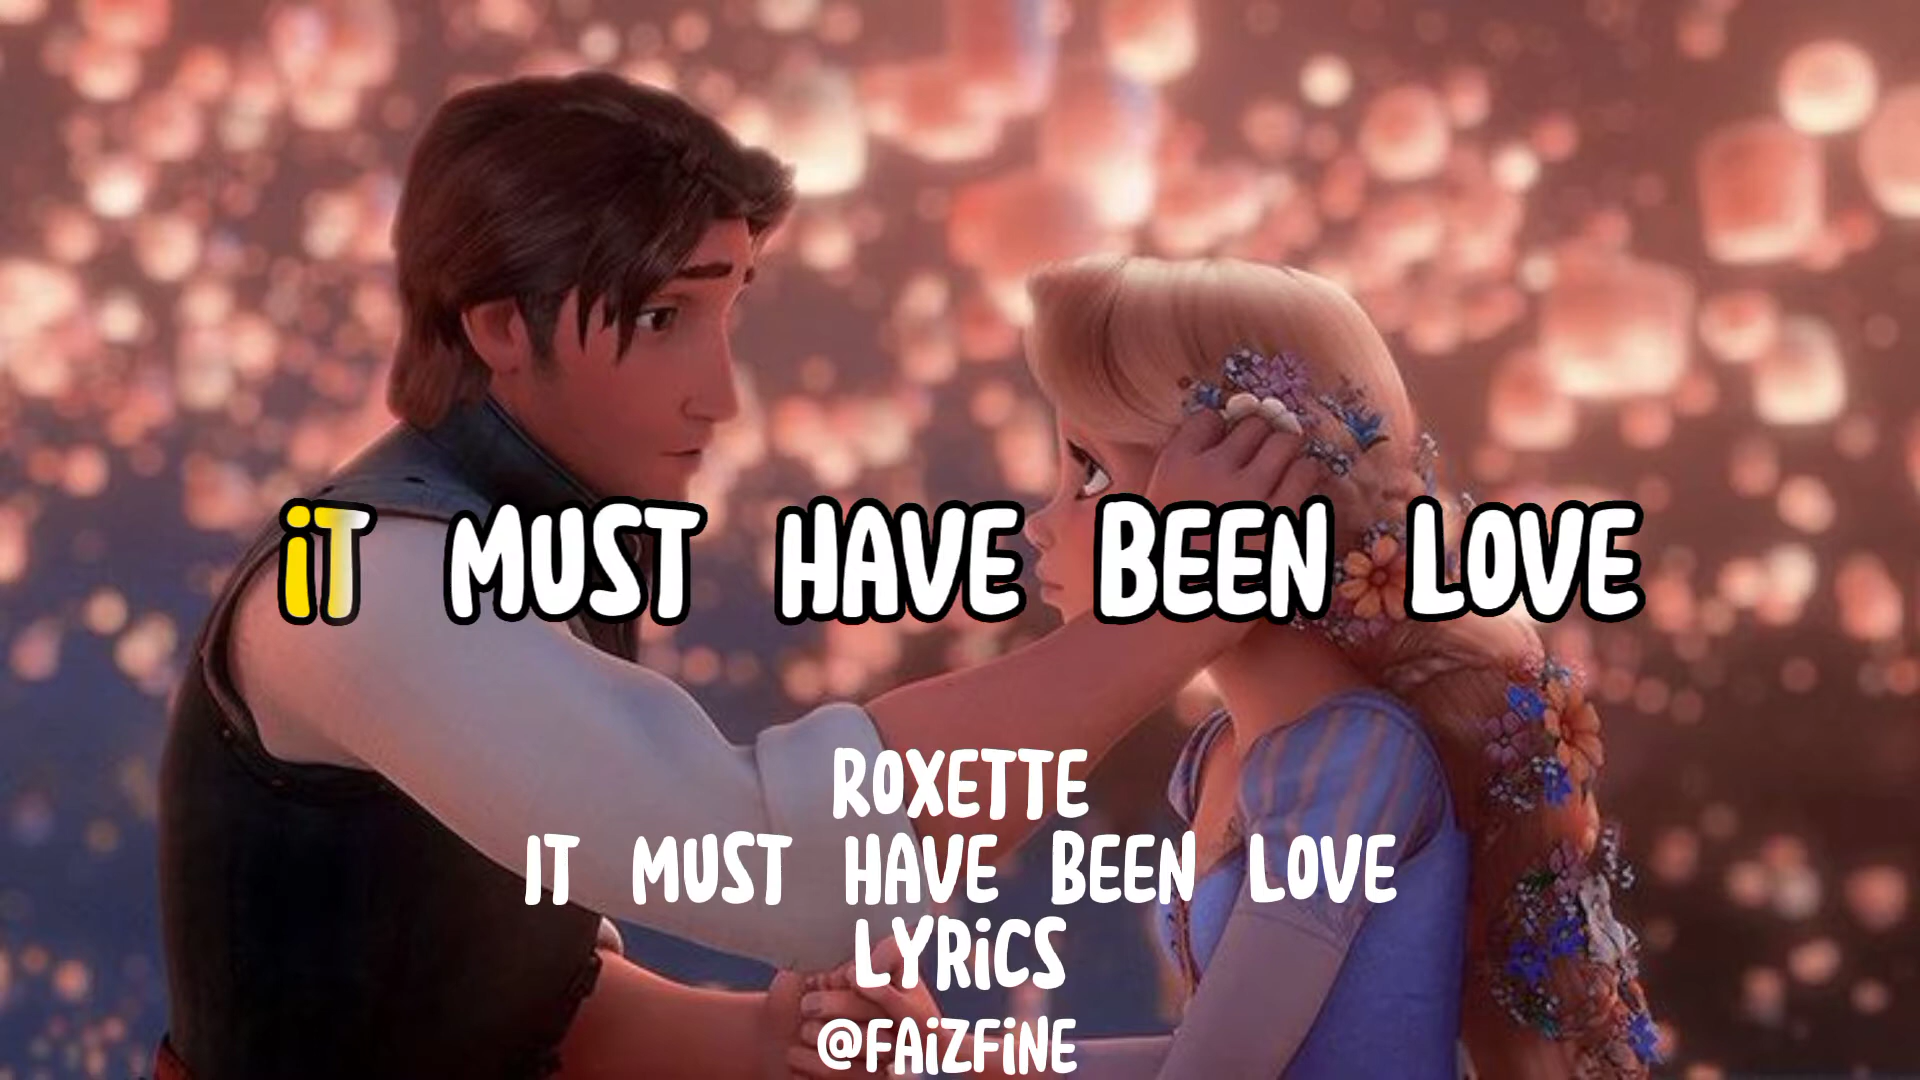 iT MUST HAVE BEEN LOVE
ROXETTE
IT MUST HAVE BEEN LOVE
LYRiCS
@FAiZFiNE